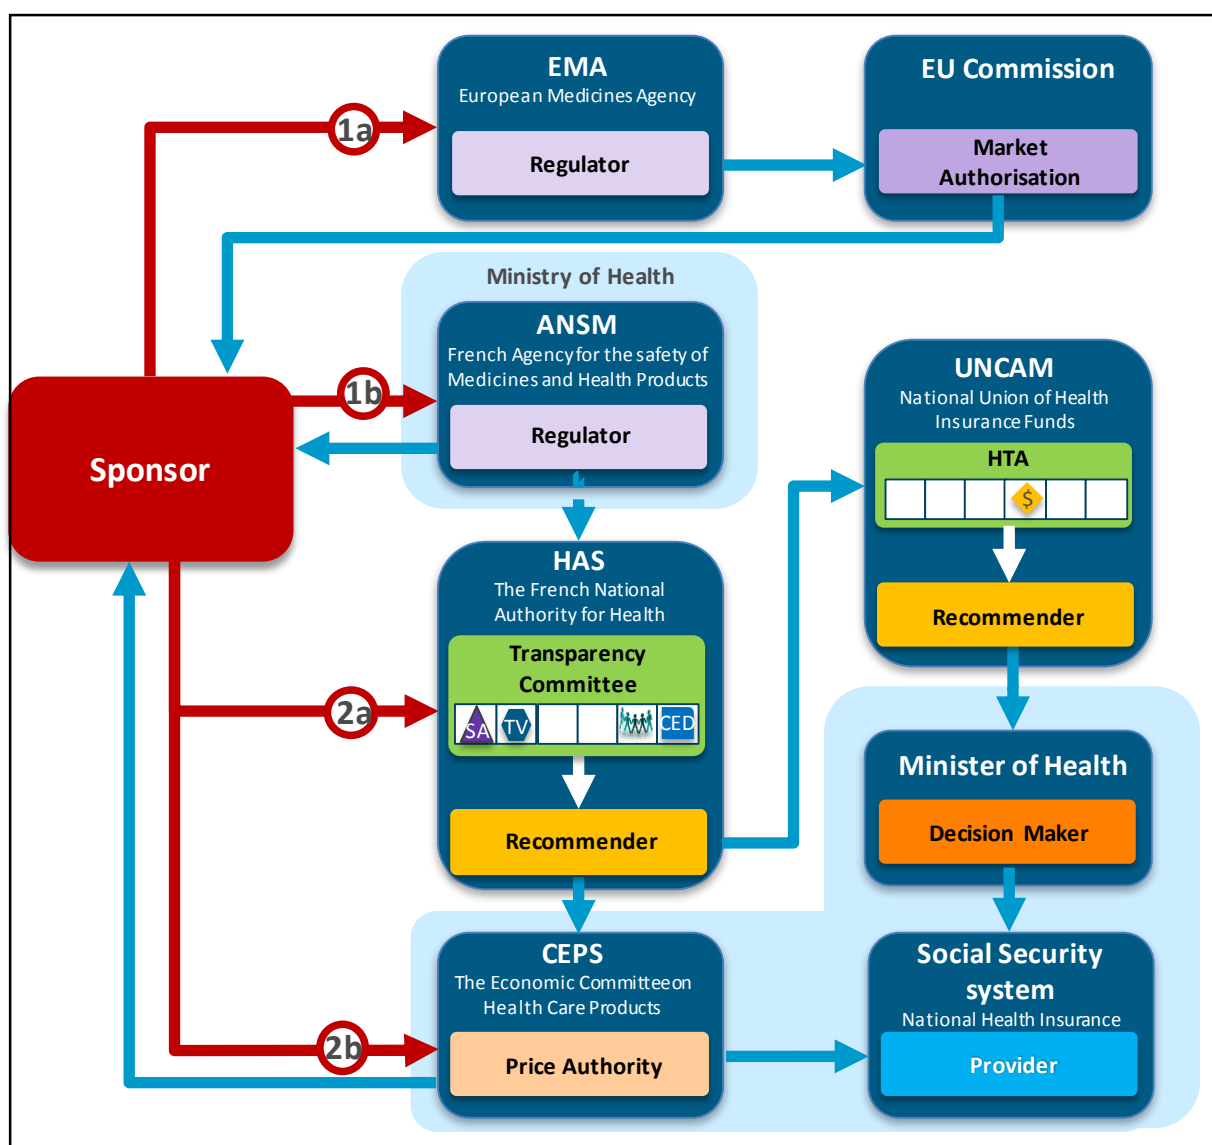 EMA
European Medicines Agency
Regulator
EU Commission
Market
Authorisation
1a
Ministry of Health
ANSM
French Agency for the safety of
Medicines and Health Products
Regulator
1b
Sponsor
UNCAM
National Union of Health
Insurance Funds
HTA
$
Recommender
HAS
The French National
Authority for Health
Transparency
Committee
SA
TV
CED
Recommender
2a
Minister of Health
Decision Maker
CEPS
The Economic Committee on
Health Care Products
Price Authority
2b
Social Security
system
National Health Insurance
Provider